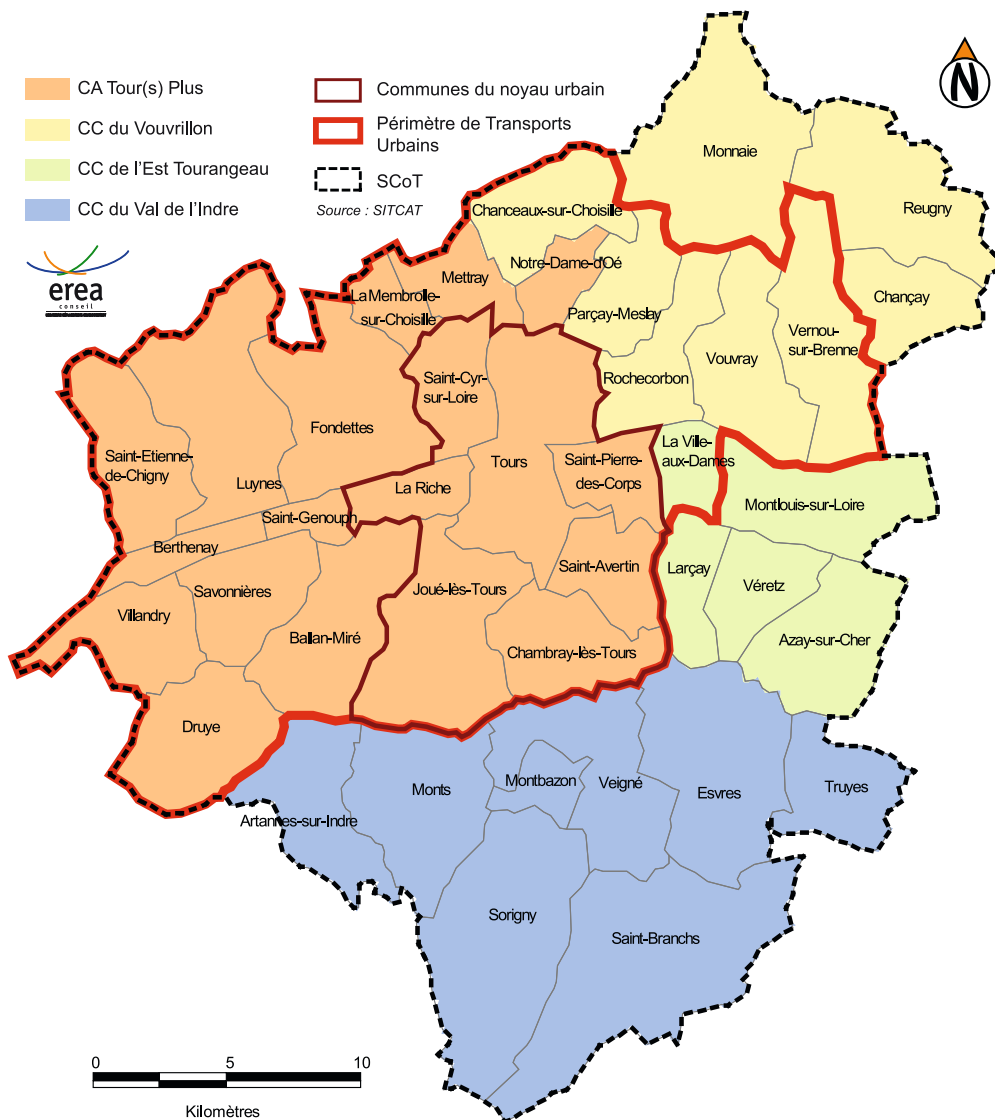 CA Tour(s) Plus
CC du Vouvrillon
CC de l'Est Tourangeau
CC du Val de l'Indre
Communes du noyau urbain
Périmètre de Transports
Urbains
SCoT
Source : SITCAT
erea
conseil
N
Monnaie
Reugny
Chanceaux-sur-Choisille
Notre-Dame-d'Oé
Mettray
La Membrolle-
sur-Choisille
Chançay
Parçay-Meslay
Vernou-
sur-Brenne
Vouvray
Rochecorbon
Saint-Cyr-
sur-Loire
Fondettes
Saint-Etienne-
de-Chigny
Luynes
La Ville-
aux-Dames
Tours
Saint-Pierre-
des-Corps
La Riche
Montlouis-sur-Loire
Saint-Genouph
Berthenay
Saint-Avertin
Larçay
Véretz
Savonnières
Joué-lès-Tours
Villandry
Ballan-Miré
Azay-sur-Cher
Chambray-lès-Tours
Druye
Montbazon
Veigné
Monts
Esvres
Truyes
Artannes-sur-Indre
Sorigny
Saint-Branchs
0 5 10
Kilomètres